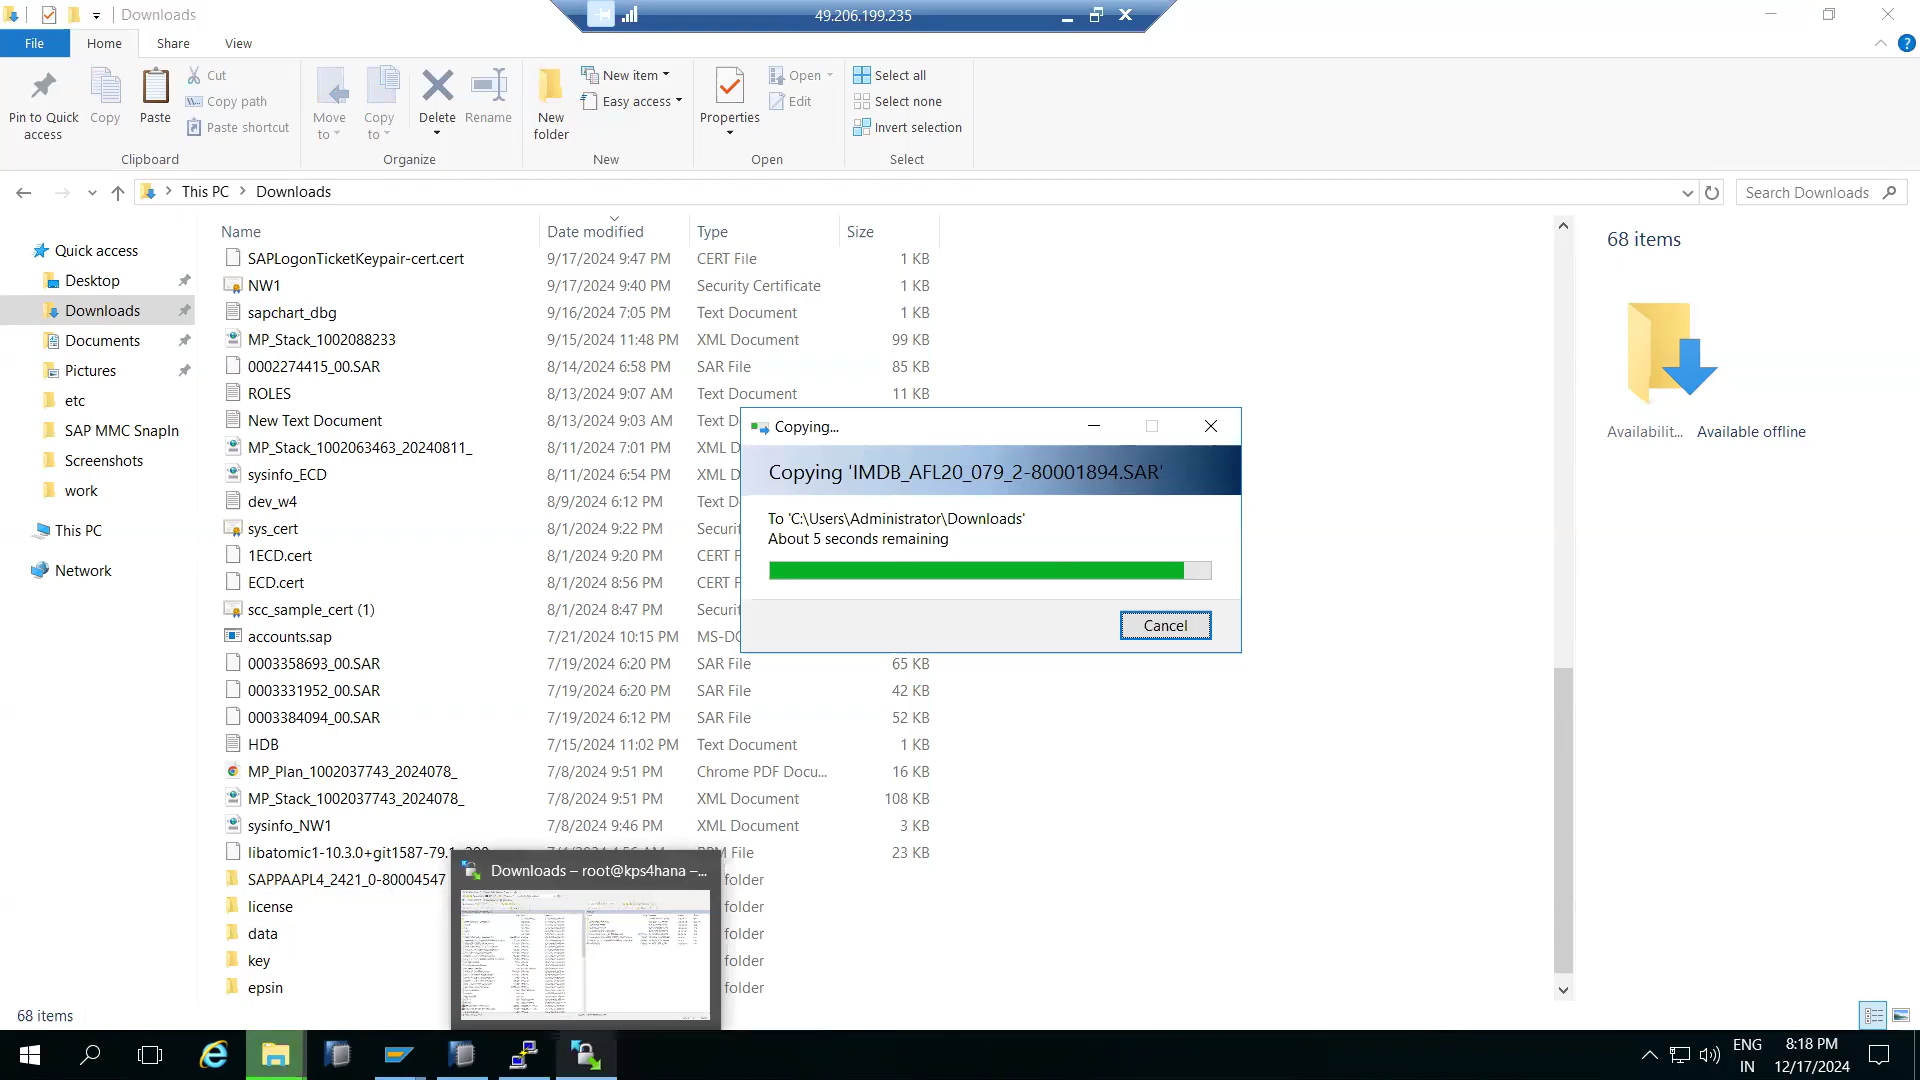 Downloads
49.206.199.235
File
Home
Share
View
Pin to Quick access
Copy
Paste
Cut
Copy path
Paste shortcut
Clipboard
Move to
Copy to
Delete
Rename
Organize
New folder
New item
Easy access
New
Properties
Open
Edit
Open
Select all
Select none
Invert selection
Select
This PC
Downloads
Search Downloads
Quick access
Desktop
Downloads
Documents
Pictures
etc
SAP MMC SnapIn
Screenshots
work
This PC
Network
Name Date modified Type Size
SAPLogonTicketKeypair-cert.cert 9/17/2024 9:47 PM CERT File 1 KB
NW1 9/17/2024 9:40 PM Security Certificate 1 KB
sapchart_dbg 9/16/2024 7:05 PM Text Document 1 KB
MP_Stack_1002088233 9/15/2024 11:48 PM XML Document 99 KB
0002274415_00.SAR 8/14/2024 6:58 PM SAR File 85 KB
ROLES 8/13/2024 9:07 AM Text Document 11 KB
New Text Document 8/13/2024 9:03 AM Text D
MP_Stack_1002063463_20240811_ 8/11/2024 7:01 PM XML D
sysinfo_ECD 8/11/2024 6:54 PM XML D
dev_w4 8/9/2024 6:12 PM Text D
sys_cert 8/1/2024 9:22 PM Securi
1ECD.cert 8/1/2024 9:20 PM CERT F
ECD.cert 8/1/2024 8:56 PM CERT F
scc_sample_cert (1) 8/1/2024 8:47 PM Securi
accounts.sap 7/21/2024 10:15 PM MS-DO
0003358693_00.SAR 7/19/2024 6:20 PM SAR File 65 KB
0003331952_00.SAR 7/19/2024 6:20 PM SAR File 42 KB
0003384094_00.SAR 7/19/2024 6:12 PM SAR File 52 KB
HDB 7/15/2024 11:02 PM Text Document 1 KB
MP_Plan_1002037743_2024078_ 7/8/2024 9:51 PM Chrome PDF Docu... 16 KB
MP_Stack_1002037743_2024078_ 7/8/2024 9:51 PM XML Document 108 KB
sysinfo_NW1 7/8/2024 9:46 PM XML Document 3 KB
libatomic1-10.3.0+git1587-79.1 File 23 KB
SAPPAAPL4_2421_0-80004547 folder
license folder
data folder
key folder
epsin folder
Copying...
Copying 'IMDB_AFL20_079_2-80001894.SAR'
To 'C:\Users\Administrator\Downloads'
About 5 seconds remaining
Cancel
Downloads – root@kps4hana –...
68 items
Availabilit... Available offline
68 items
ENG
IN
8:18 PM
12/17/2024